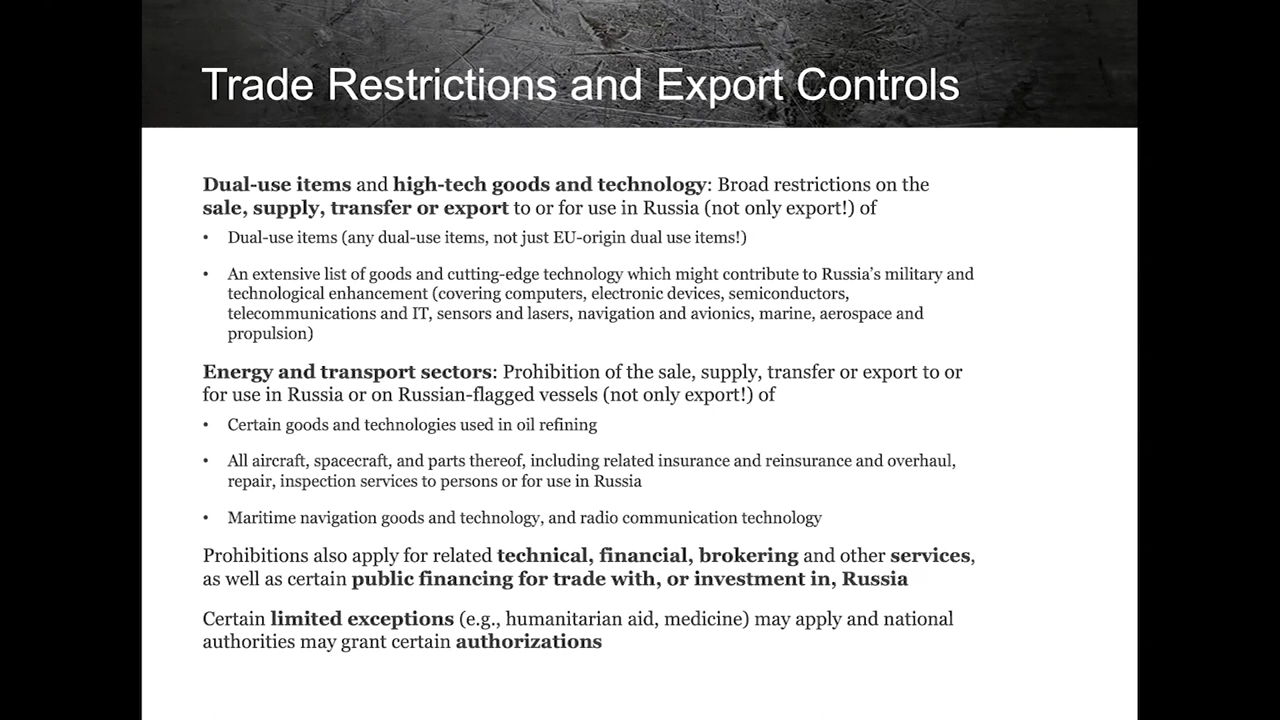 Trade Restrictions and Export Controls
Dual-use items and high-tech goods and technology: Broad restrictions on the
sale, supply, transfer or export to or for use in Russia (not only export!) of
• Dual-use items (any dual-use items, not just EU-origin dual use items!)
• An extensive list of goods and cutting-edge technology which might contribute to Russia's military and
technological enhancement (covering computers, electronic devices, semiconductors,
telecommunications and IT, sensors and lasers, navigation and avionics, marine, aerospace and
propulsion)
Energy and transport sectors: Prohibition of the sale, supply, transfer or export to or
for use in Russia or on Russian-flagged vessels (not only export!) of
• Certain goods and technologies used in oil refining
• All aircraft, spacecraft, and parts thereof, including related insurance and reinsurance and overhaul,
repair, inspection services to persons or for use in Russia
• Maritime navigation goods and technology, and radio communication technology
Prohibitions also apply for related technical, financial, brokering and other services,
as well as certain public financing for trade with, or investment in, Russia
Certain limited exceptions (e.g., humanitarian aid, medicine) may apply and national
authorities may grant certain authorizations